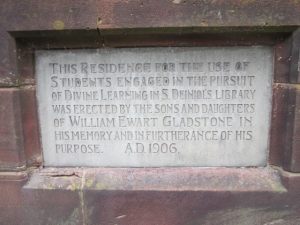 THIS RESIDENCE FOR THE USE OF
STUDENTS ENGAGED IN THE PURSUIT
OF DIVINE LEARNING IN S. DEINIOL'S LIBRARY
WAS ERECTED BY THE SONS AND DAUGHTERS
OF WILLIAM EWART GLADSTONE IN
HIS MEMORY AND IN FURTHERANCE OF HIS
PURPOSE. A.D. 1906.